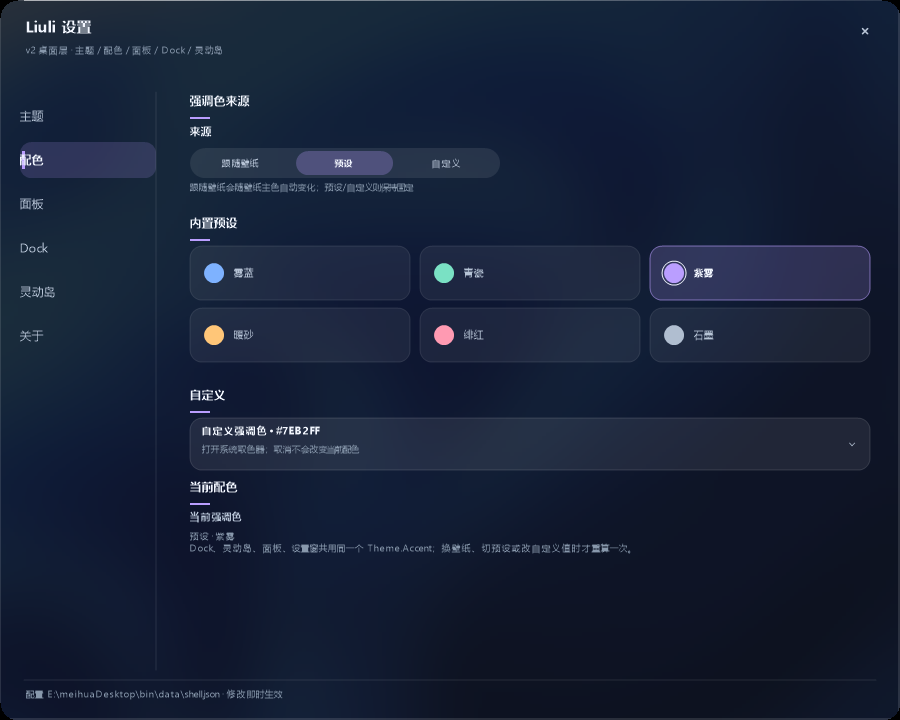 Liuli 设置
v2 桌面层 · 主题 / 配色 / 面板 / Dock / 灵动岛
×
主题
配色
面板
Dock
灵动岛
关于
强调色来源
来源
跟随壁纸
预设
自定义
跟随壁纸会随壁纸主色自动变化；预设/自定义则保持固定
内置预设
雾蓝
青瓷
紫雾
暖砂
绯红
石墨
自定义
自定义强调色 • #7EB2FF
打开系统取色器；取消不会改变当前配色
当前配色
当前强调色
预设 · 紫雾
Dock、灵动岛、面板、设置窗共用同一个 Theme.Accent；换壁纸、切预设或改自定义值时才重算一次。
配置 E:\meihuaDesktop\bin\data\shell.json · 修改即时生效